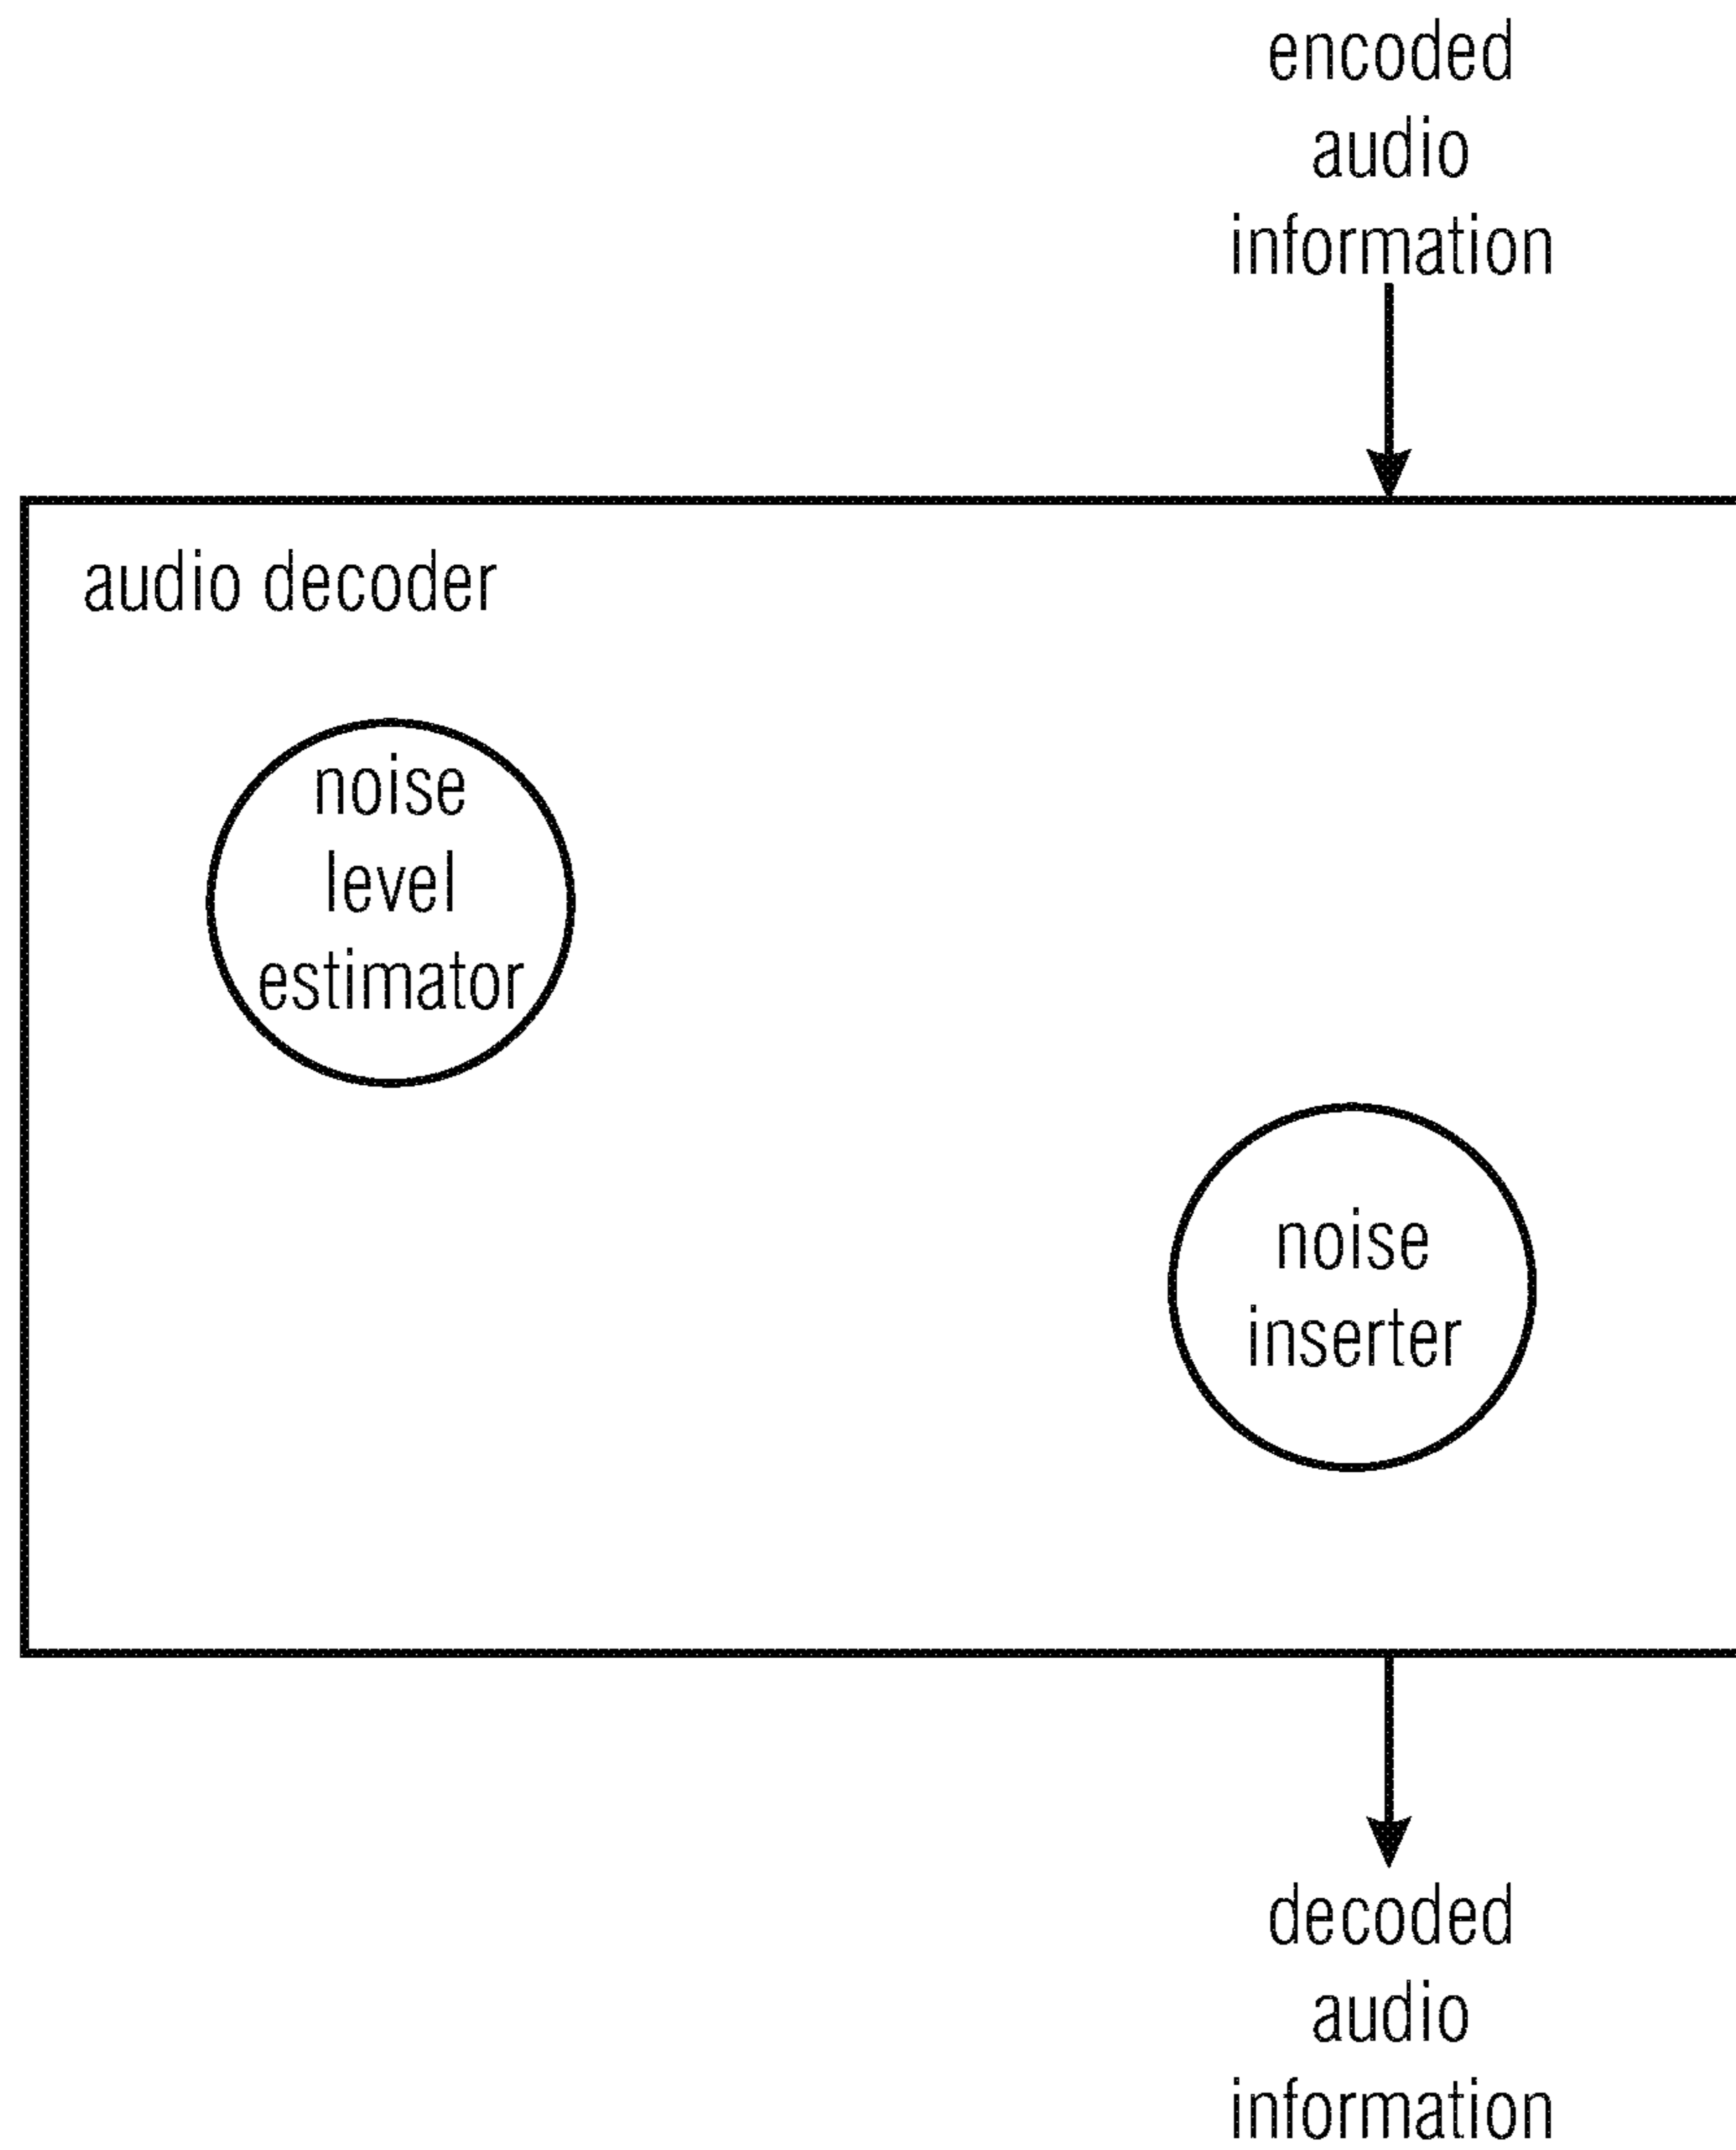 encoded
audio
information
audio decoder
noise
level
estimator
noise
inserter
decoded
audio
information